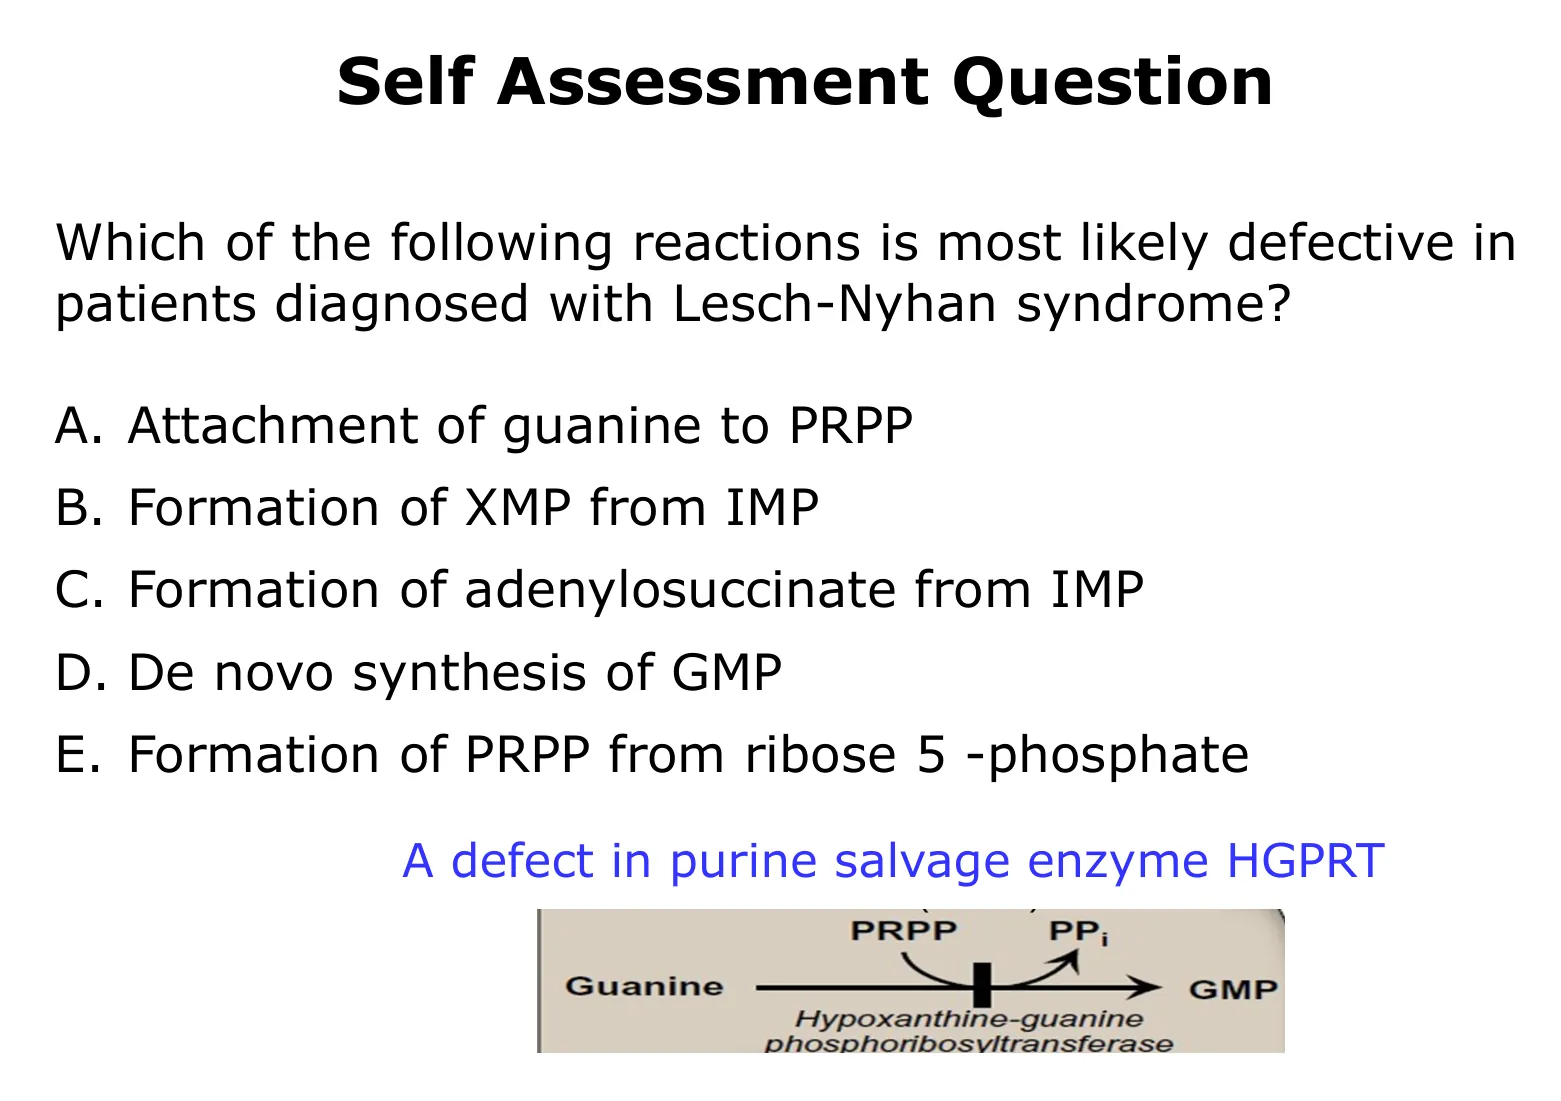 Self Assessment Question
Which of the following reactions is most likely defective in
patients diagnosed with Lesch-Nyhan syndrome?
A. Attachment of guanine to PRPP
B. Formation of XMP from IMP
C. Formation of adenylosuccinate from IMP
D. De novo synthesis of GMP
E. Formation of PRPP from ribose 5 -phosphate
A defect in purine salvage enzyme HGPRT
PRPP PPi
Guanine GMP
Hypoxanthine-guanine
phosphoribosyltransferase